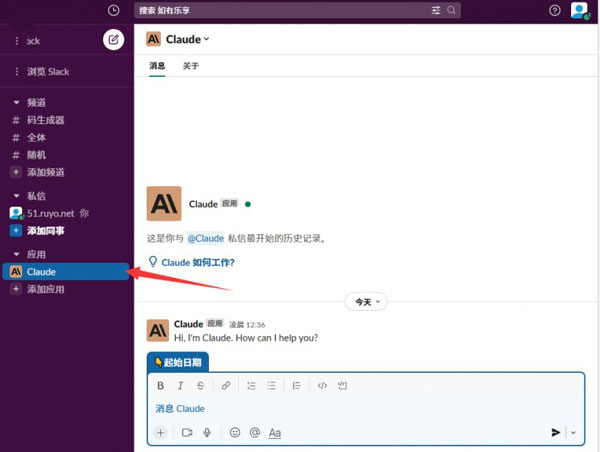 搜索 如有乐享
ack
浏览 Slack
频道
# 码生成器
# 全体
# 随机
+ 添加频道
私信
51.ruyo.net 你
+ 添加同事
应用
Claude
+ 添加应用
Claude
消息 关于
Claude 应用
这是你与 @Claude 私信最开始的历史记录。
Claude 如何工作?
今天
Claude 应用 凌晨 12:36
Hi, I'm Claude. How can I help you?
起始日期
B I S
消息 Claude
+ @ Aa